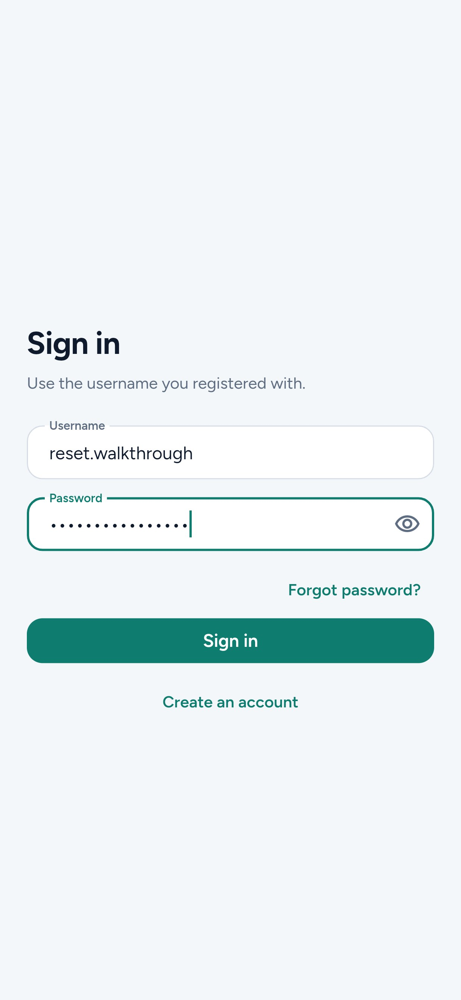 Sign in
Use the username you registered with.
Username
reset.walkthrough
Password
••••••••••••••••
Forgot password?
Sign in
Create an account